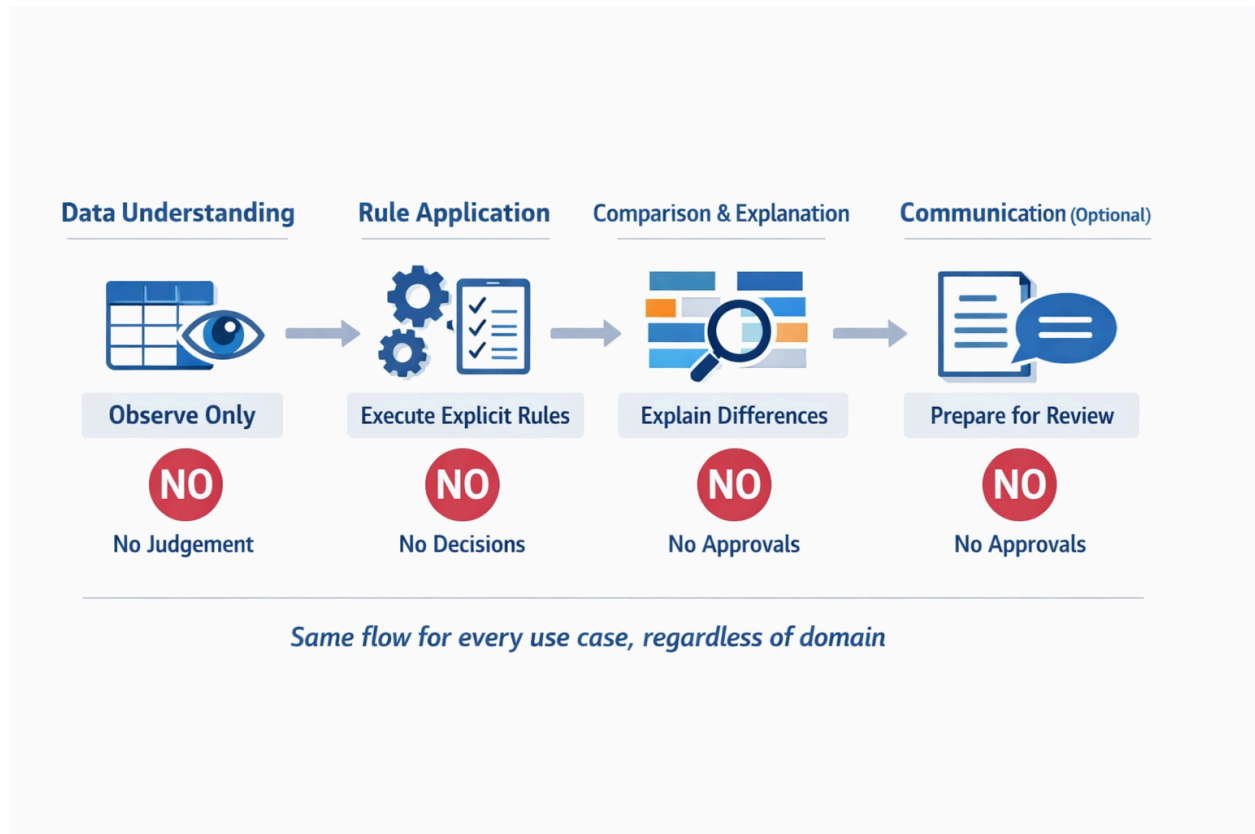 Data Understanding
Rule Application
Comparison & Explanation
Communication (Optional)
Observe Only
Execute Explicit Rules
Explain Differences
Prepare for Review
NO
NO
NO
NO
No Judgement
No Decisions
No Approvals
No Approvals
Same flow for every use case, regardless of domain